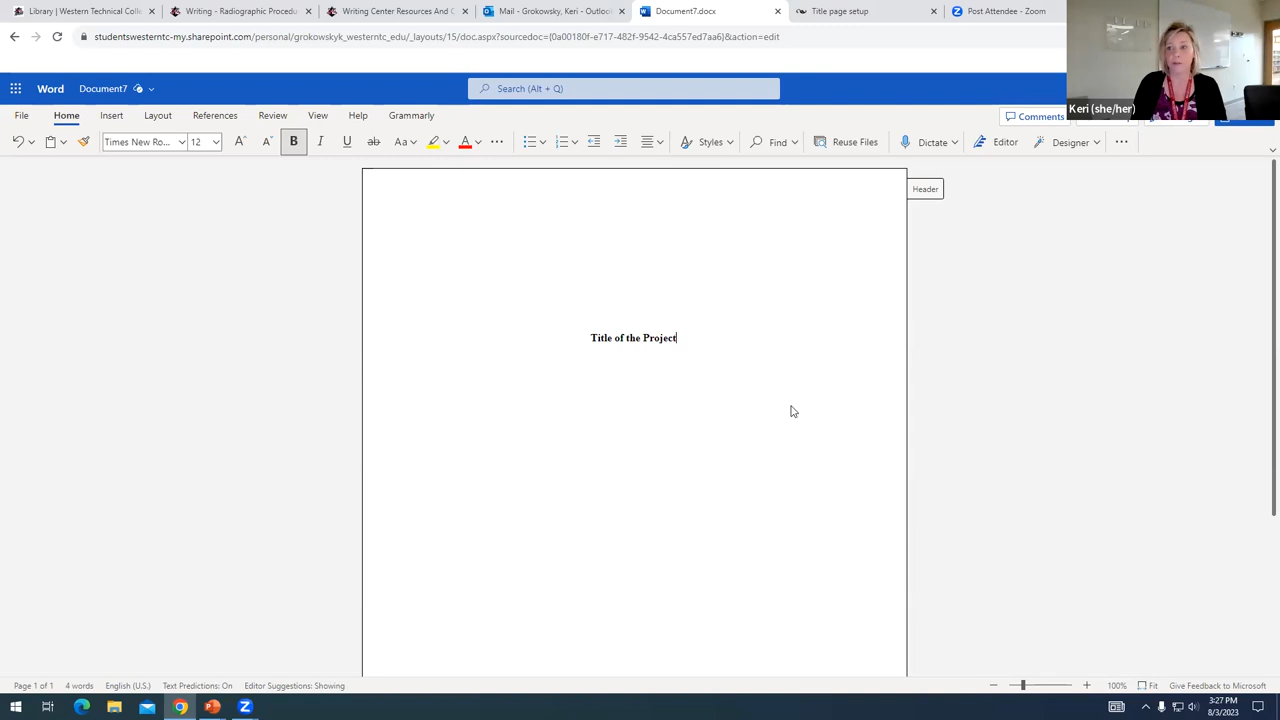 Library | Western Technical Colle
Writing - Radiographic Procedu
Writing Center Resources And C
Mail - Grokowsky, Keri - Outlook
Document7.docx
Title page setup
Post Attendee - Zoom
studentswesterntc-my.sharepoint.com/personal/grokowskyk_westerntc_edu/_layouts/15/doc.aspx?sourcedoc={0a00180f-e717-482f-9542-4ca557ed7aa6}&action=edit
Keri (she/her)
Word
Document7
Search (Alt + Q)
File
Home
Insert
Layout
References
Review
View
Help
Grammarly
Comments
Times New Ro...
12
B
I
U
ab
Aa
A
Styles
Find
Reuse Files
Dictate
Editor
Designer
Header
Title of the Project
Page 1 of 1
4 words
English (U.S.)
Text Predictions: On
Editor Suggestions: Showing
100%
Fit
Give Feedback to Microsoft
3:27 PM
8/3/2023